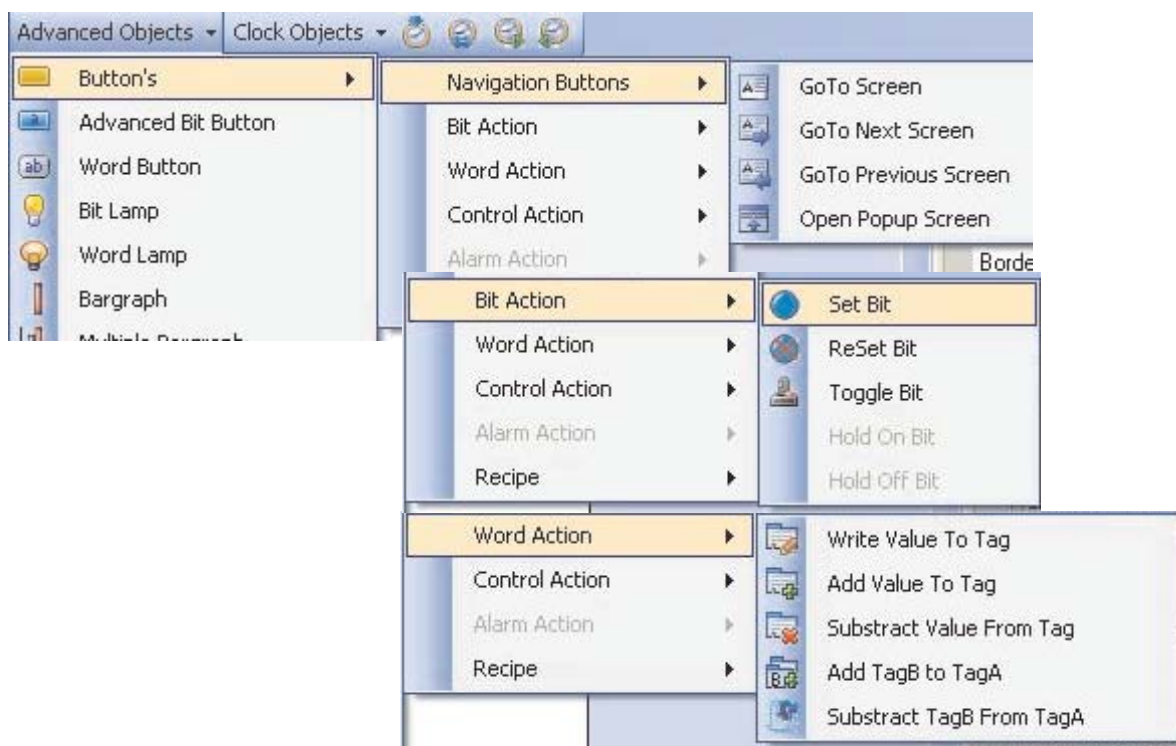 Advanced Objects Clock Objects
Button's
Advanced Bit Button
ab Word Button
Bit Lamp
Word Lamp
Bargraph
Multiple Bargraph
Navigation Buttons
Bit Action
Word Action
Control Action
Alarm Action
GoTo Screen
GoTo Next Screen
GoTo Previous Screen
Open Popup Screen
Borde
Bit Action
Word Action
Control Action
Alarm Action
Recipe
Set Bit
ReSet Bit
Toggle Bit
Hold On Bit
Hold Off Bit
Word Action
Control Action
Alarm Action
Recipe
Write Value To Tag
Add Value To Tag
Substract Value From Tag
Add TagB to TagA
Substract TagB From TagA